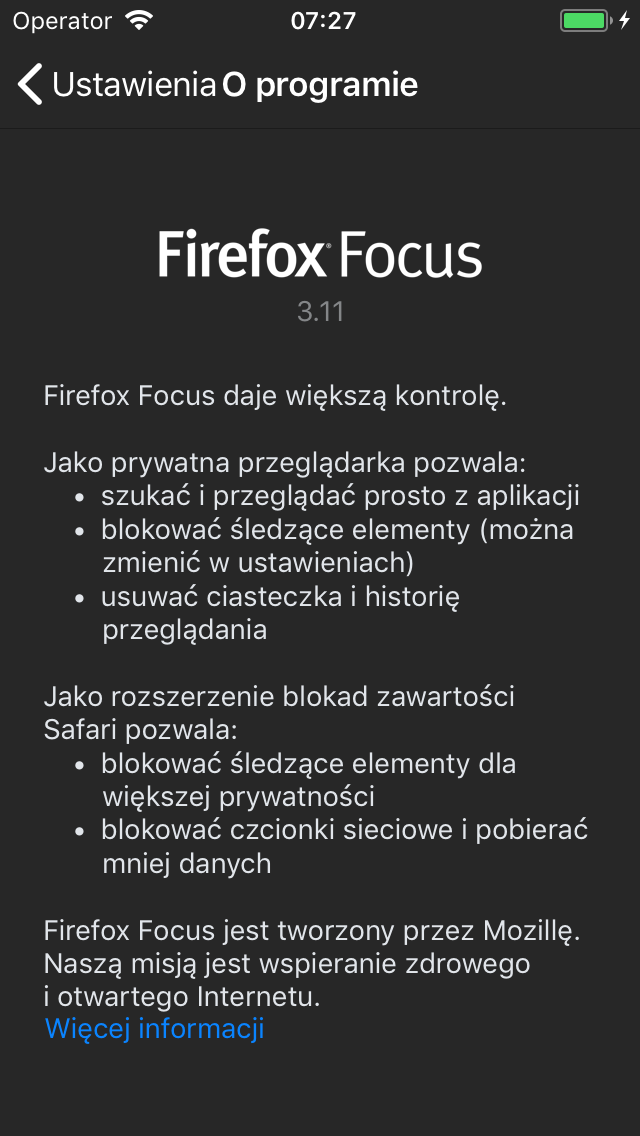 Operator 07:27
Ustawienia O programie
Firefox Focus
3.11
Firefox Focus daje większą kontrolę.
Jako prywatna przeglądarka pozwala:
• szukać i przeglądać prosto z aplikacji
• blokować śledzące elementy (można
zmienić w ustawieniach)
• usuwać ciasteczka i historię
przeglądania
Jako rozszerzenie blokad zawartości
Safari pozwala:
• blokować śledzące elementy dla
większej prywatności
• blokować czcionki sieciowe i pobierać
mniej danych
Firefox Focus jest tworzony przez Mozillę.
Naszą misją jest wspieranie zdrowego
i otwartego Internetu.
Więcej informacji